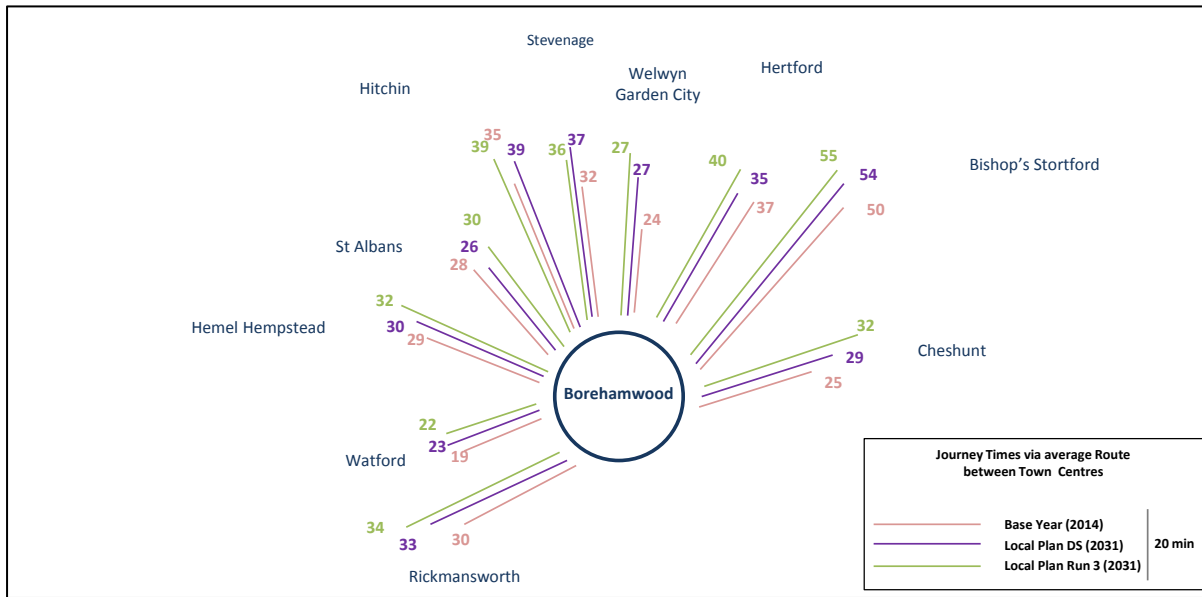 Stevenage
Hitchin
Welwyn
Garden City
Hertford
Bishop's Stortford
35
39
39
36
37
32
27
27
24
40
35
37
55
54
50
St Albans
30
26
28
Hemel Hempstead
32
30
29
Cheshunt
32
29
25
Borehamwood
Watford
22
23
19
34
33
30
Rickmansworth
Journey Times via average Route
between Town Centres
Base Year (2014)
Local Plan DS (2031)
Local Plan Run 3 (2031)
20 min